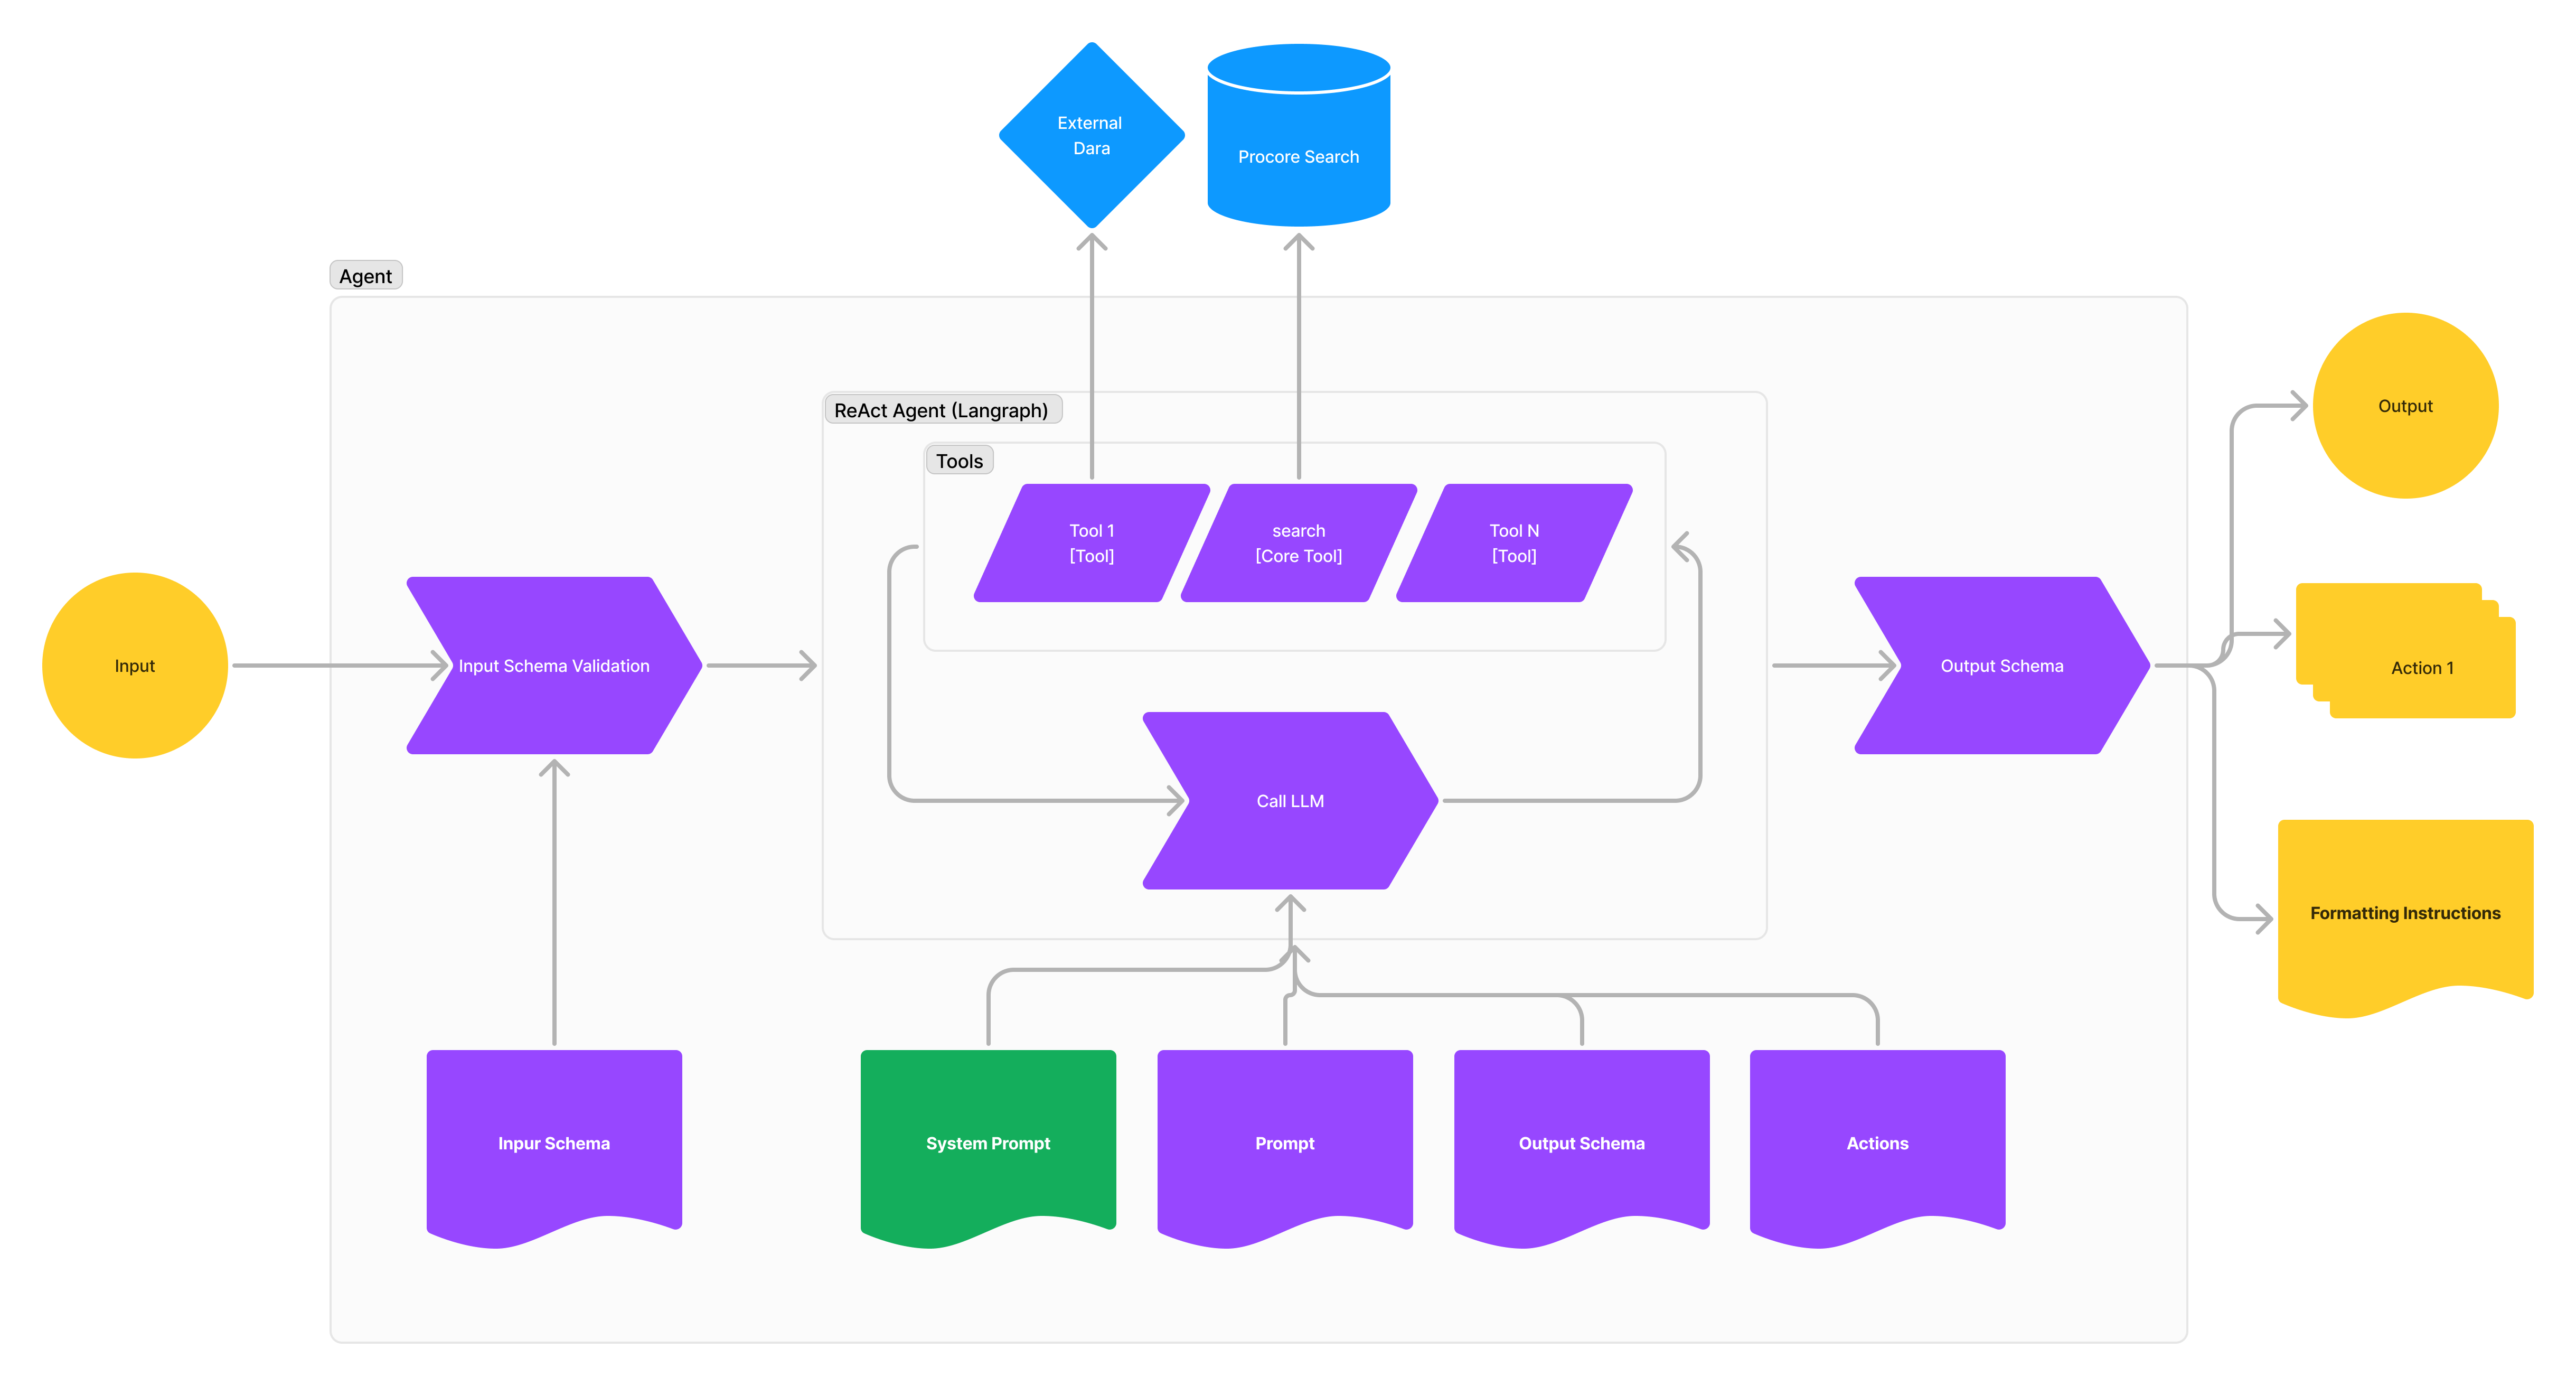 External
Dara
Procore Search
Agent
ReAct Agent (Langraph)
Tools
Tool 1
[Tool]
search
[Core Tool]
Tool N
[Tool]
Input
Input Schema Validation
Call LLM
Output Schema
Output
Action 1
Formatting Instructions
Inpur Schema
System Prompt
Prompt
Output Schema
Actions